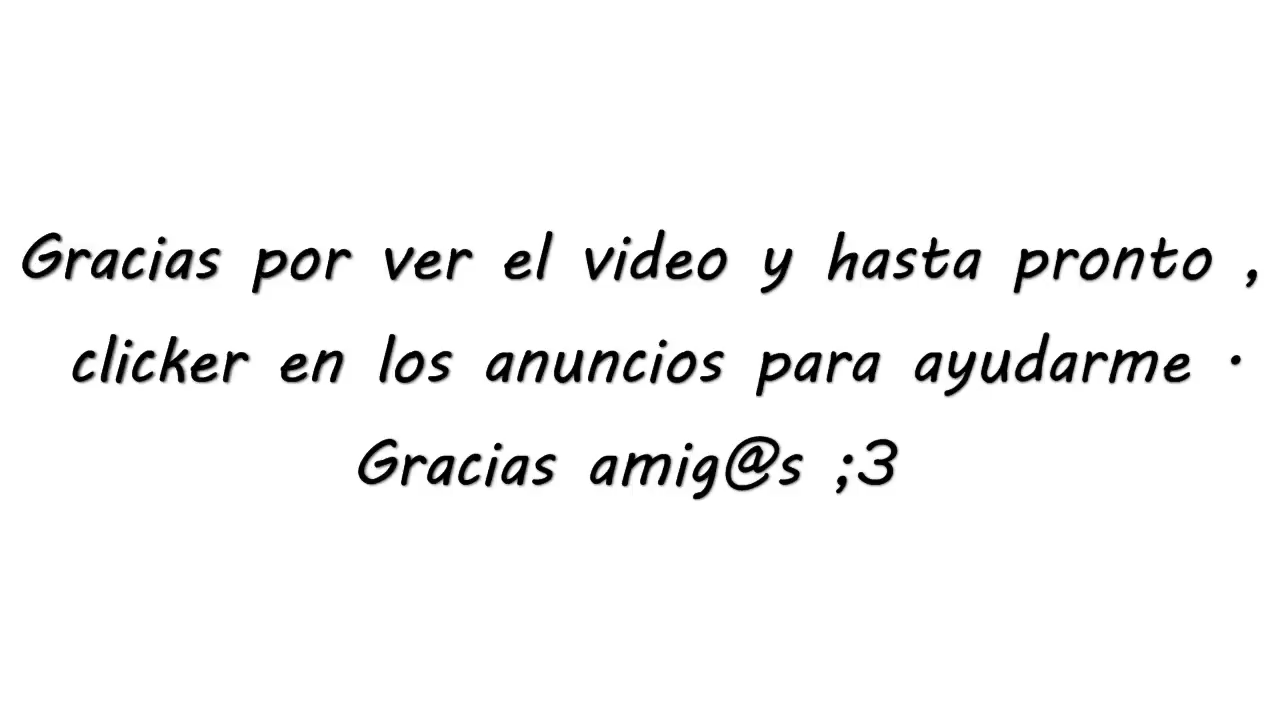 Gracias por ver el video y hasta pronto ,
clicker en los anuncios para ayudarme .
Gracias amig@s ;3